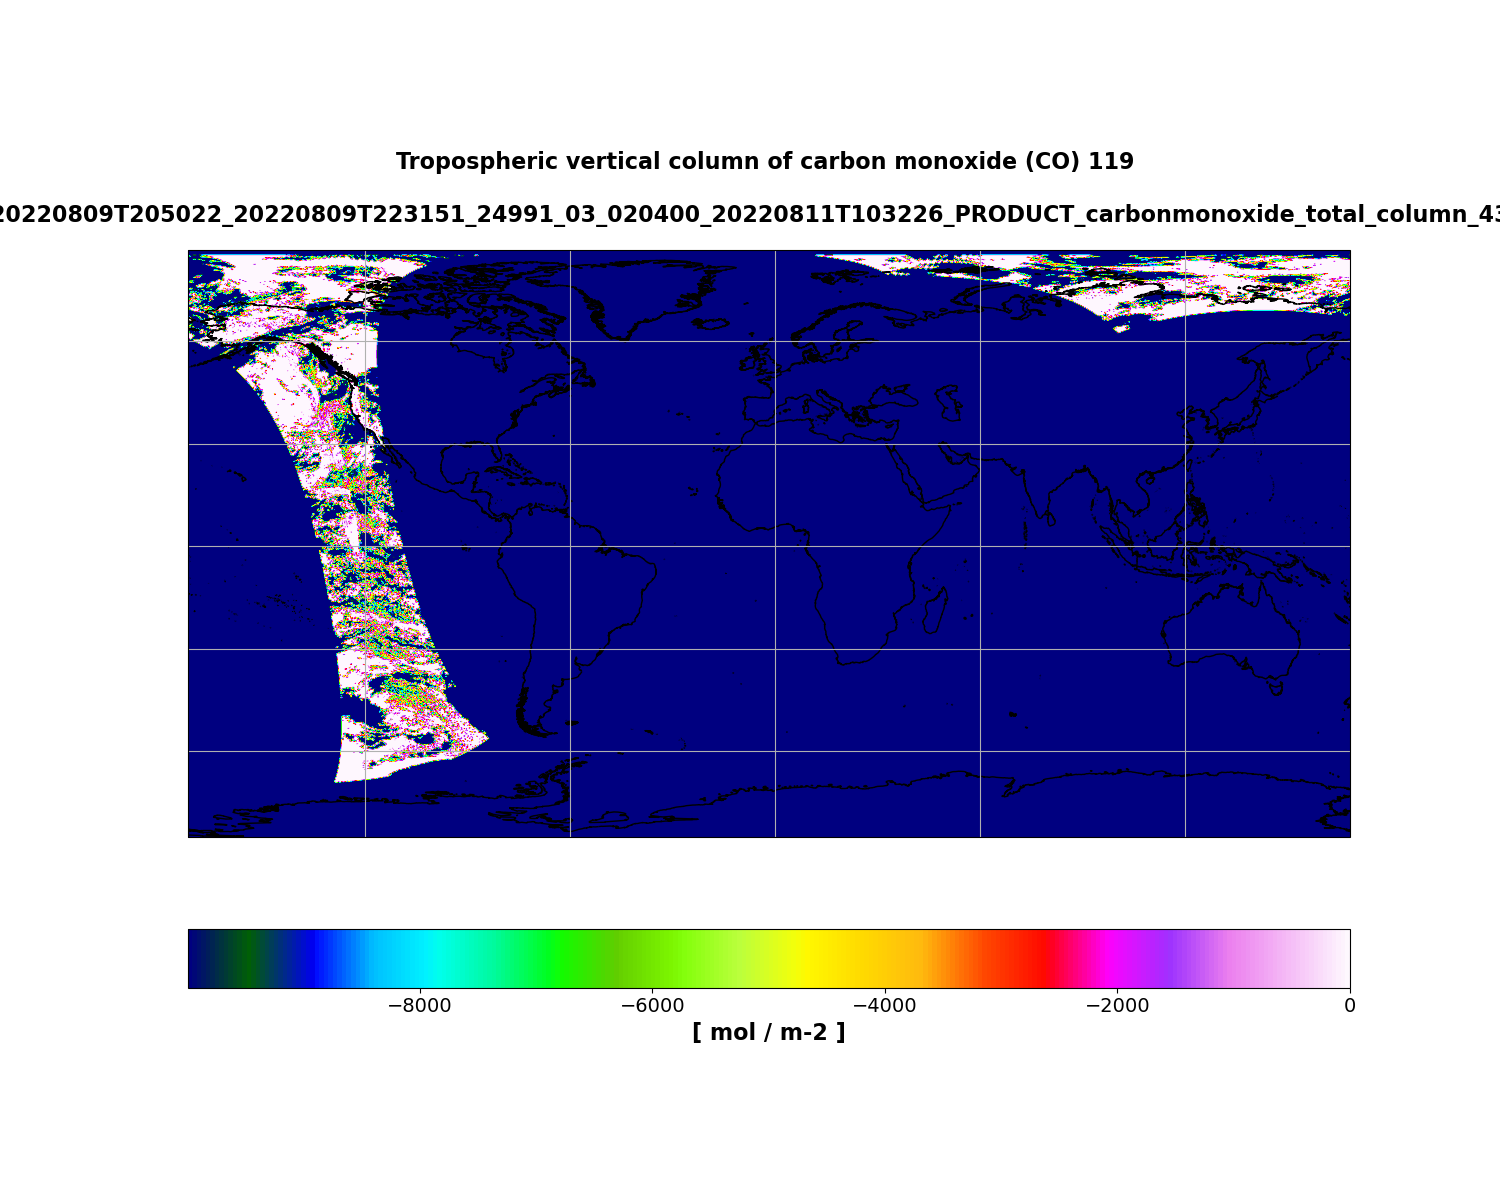 Tropospheric vertical column of carbon monoxide (CO) 119
20220809T205022_20220809T223151_24991_03_020400_20220811T103226_PRODUCT_carbonmonoxide_total_column_43
−8000 −6000 −4000 −2000 0
[ mol / m-2 ]